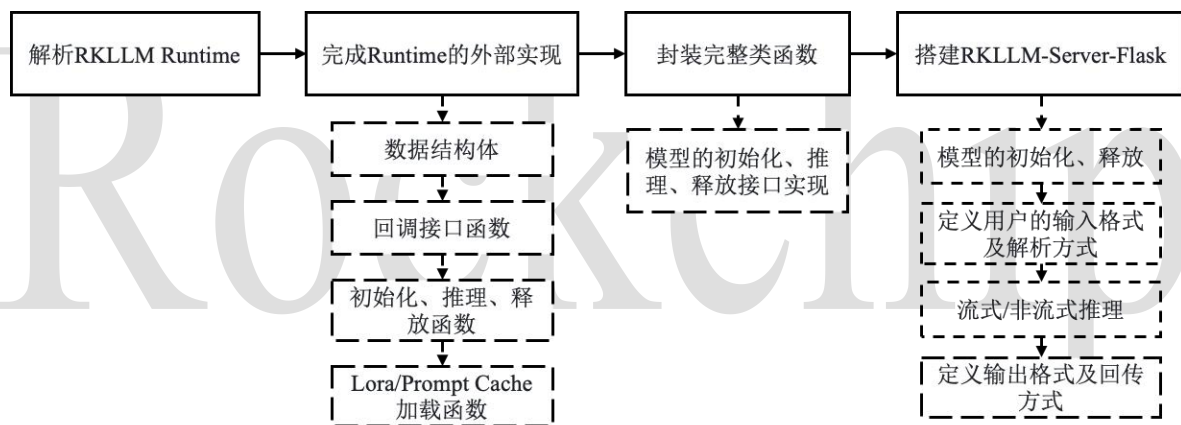 解析RKLLM Runtime
完成Runtime的外部实现
封装完整类函数
搭建RKLLM-Server-Flask
数据结构体
回调接口函数
初始化、推理、释
放函数
Lora/Prompt Cache
加载函数
模型的初始化、推
理、释放接口实现
模型的初始化、释放
定义用户的输入格式
及解析方式
流式/非流式推理
定义输出格式及回传
方式
Rockchip